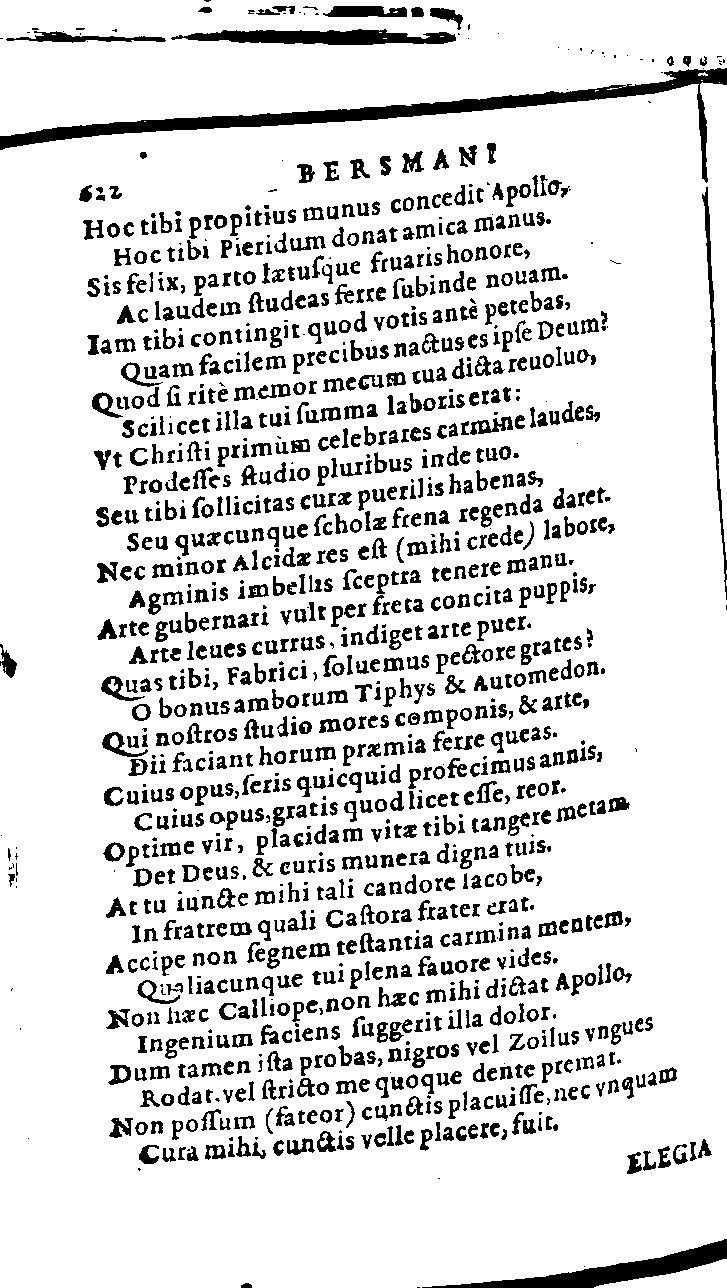 622 BERSMANI
Hoc tibi propitius munus concedit Apollo,
Hoc tibi Pieridum donat amica manus.
Sis felix, parto lætuſque fruaris honore,
Ac laudem ſtudeas ferre ſubinde nouam.
Iam tibi contingit quod votis antè petebas,
Quam facilem precibus nactus es ipſe Deum?
Quod ſi ritè memor mecum tua dicta reuoluo,
Scilicet illa tui ſumma laboris erat:
Vt Chriſti primùm celebrares carmine laudes,
Prodeſſes ſtudio pluribus inde tuo.
Seu tibi ſollicitas curæ puerilis habenas,
Seu quæcunque ſcholæ frena regenda daret.
Nec minor Alcidæ res eſt (mihi crede) labore,
Agminis imbellis ſceptra tenere manu.
Arte gubernari vult per freta concita puppis,
Arte leues currus, indiget arte puer.
Quas tibi, Fabrici, ſoluemus pectore grates?
O bonus amborum Tiphys & Automedon.
Qui noſtros ſtudio mores componis, & arte,
Dii faciant horum præmia ferre queas.
Cuius opus, ſeris quicquid profecimus annis,
Cuius opus, gratis quod licet eſſe, reor.
Optime vir, placidam vitæ tibi tangere metam
Det Deus, & curis munera digna tuis.
At tu iuncte mihi tali candore Iacobe,
In fratrem quali Caſtora frater erat.
Accipe non ſegnem teſtantia carmina mentem,
Qualiacunque tui plena fauore vides.
Non hæc Calliope, non hæc mihi dictat Apollo,
Ingenium faciens ſuggerit illa dolor.
Dum tamen iſta probas, nigros vel Zoilus vngues
Rodat, vel ſtricto me quoque dente premat.
Non poſſum (fateor) cunctis placuiſſe, nec vnquam
Cura mihi, cunctis velle placere, fuit.
ELEGIA